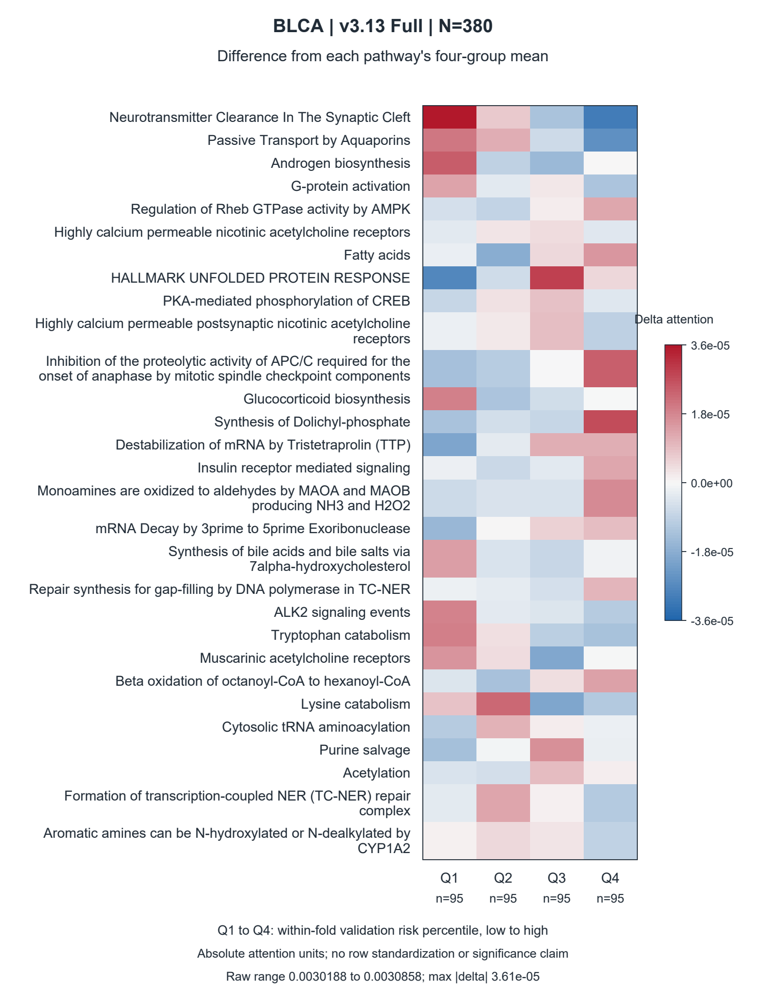 BLCA | v3.13 Full | N=380
Difference from each pathway's four-group mean
Neurotransmitter Clearance In The Synaptic Cleft
Passive Transport by Aquaporins
Androgen biosynthesis
G-protein activation
Regulation of Rheb GTPase activity by AMPK
Highly calcium permeable nicotinic acetylcholine receptors
Fatty acids
HALLMARK UNFOLDED PROTEIN RESPONSE
PKA-mediated phosphorylation of CREB
Highly calcium permeable postsynaptic nicotinic acetylcholine
receptors
Inhibition of the proteolytic activity of APC/C required for the
onset of anaphase by mitotic spindle checkpoint components
Glucocorticoid biosynthesis
Synthesis of Dolichyl-phosphate
Destabilization of mRNA by Tristetraprolin (TTP)
Insulin receptor mediated signaling
Monoamines are oxidized to aldehydes by MAOA and MAOB
producing NH3 and H2O2
mRNA Decay by 3prime to 5prime Exoribonuclease
Synthesis of bile acids and bile salts via
7alpha-hydroxycholesterol
Repair synthesis for gap-filling by DNA polymerase in TC-NER
ALK2 signaling events
Tryptophan catabolism
Muscarinic acetylcholine receptors
Beta oxidation of octanoyl-CoA to hexanoyl-CoA
Lysine catabolism
Cytosolic tRNA aminoacylation
Purine salvage
Acetylation
Formation of transcription-coupled NER (TC-NER) repair
complex
Aromatic amines can be N-hydroxylated or N-dealkylated by
CYP1A2
Delta attention
3.6e-05
1.8e-05
0.0e+00
-1.8e-05
-3.6e-05
Q1 Q2 Q3 Q4
n=95 n=95 n=95 n=95
Q1 to Q4: within-fold validation risk percentile, low to high
Absolute attention units; no row standardization or significance claim
Raw range 0.0030188 to 0.0030858; max |delta| 3.61e-05